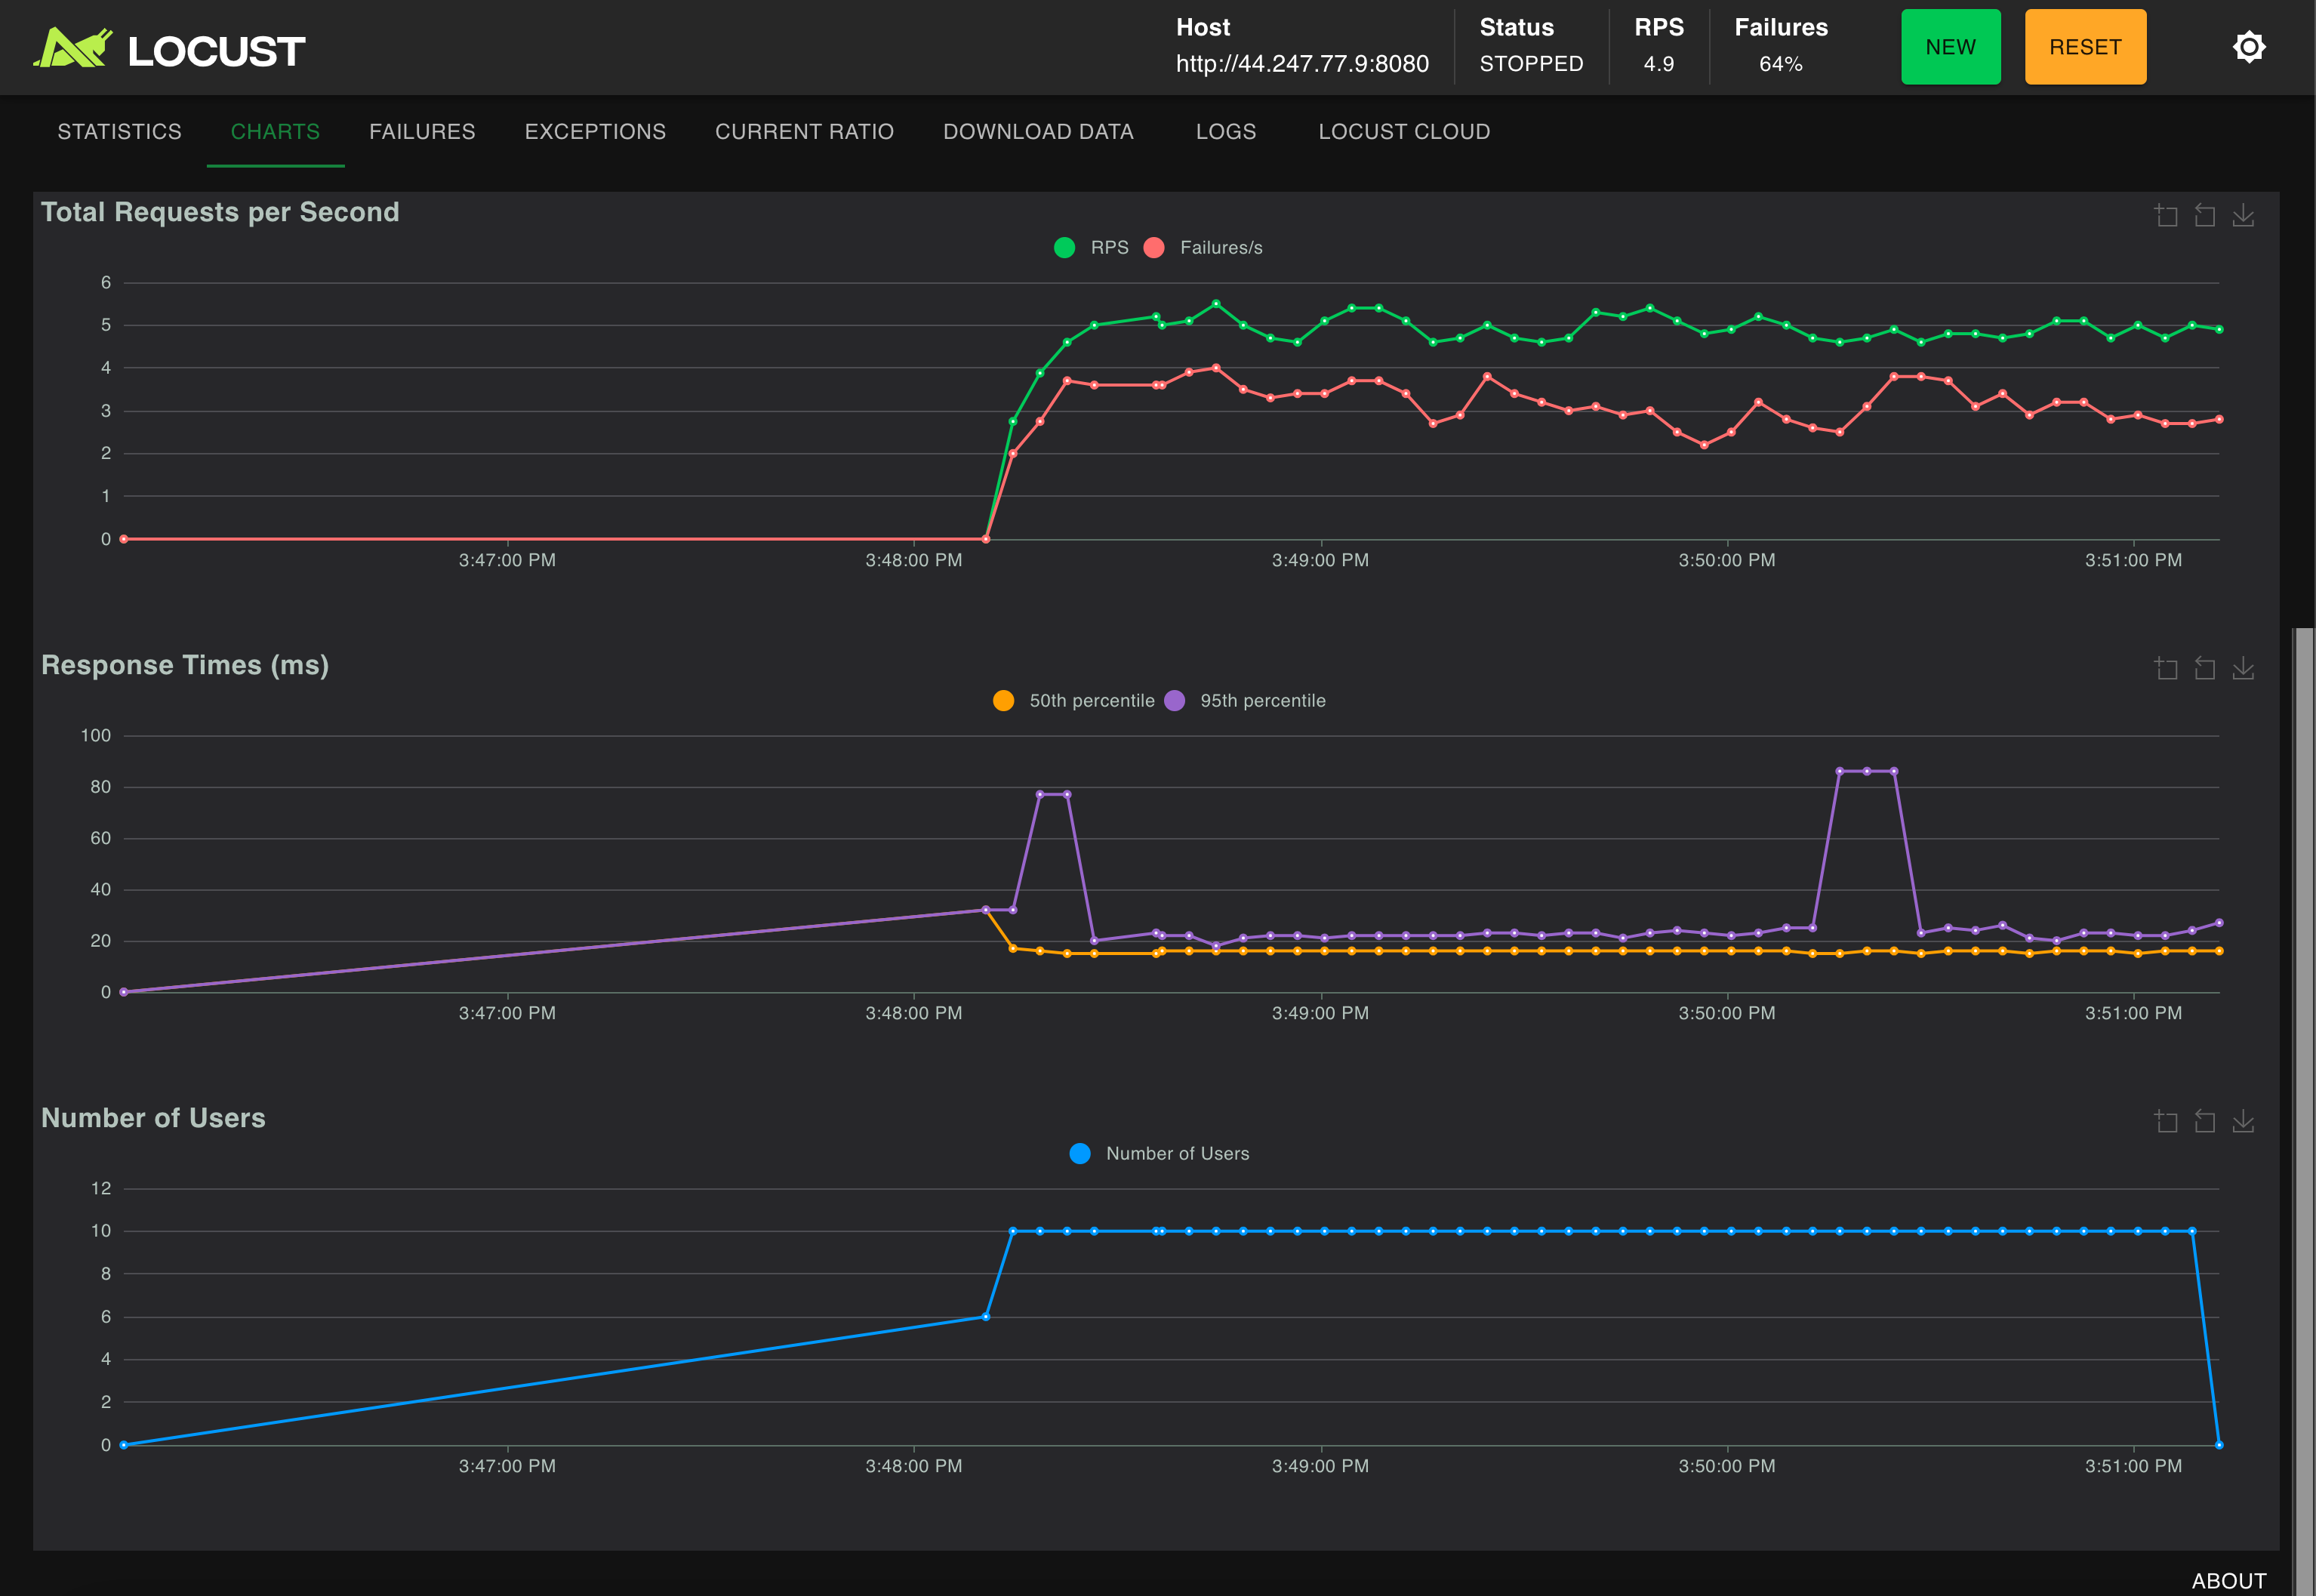 LOCUST
Host
http://44.247.77.9:8080
Status
STOPPED
RPS
4.9
Failures
64%
NEW
RESET
STATISTICS CHARTS FAILURES EXCEPTIONS CURRENT RATIO DOWNLOAD DATA LOGS LOCUST CLOUD
Total Requests per Second
RPS Failures/s
6
5
4
3
2
1
0
3:47:00 PM 3:48:00 PM 3:49:00 PM 3:50:00 PM 3:51:00 PM
Response Times (ms)
50th percentile 95th percentile
100
80
60
40
20
0
3:47:00 PM 3:48:00 PM 3:49:00 PM 3:50:00 PM 3:51:00 PM
Number of Users
Number of Users
12
10
8
6
4
2
0
3:47:00 PM 3:48:00 PM 3:49:00 PM 3:50:00 PM 3:51:00 PM
ABOUT